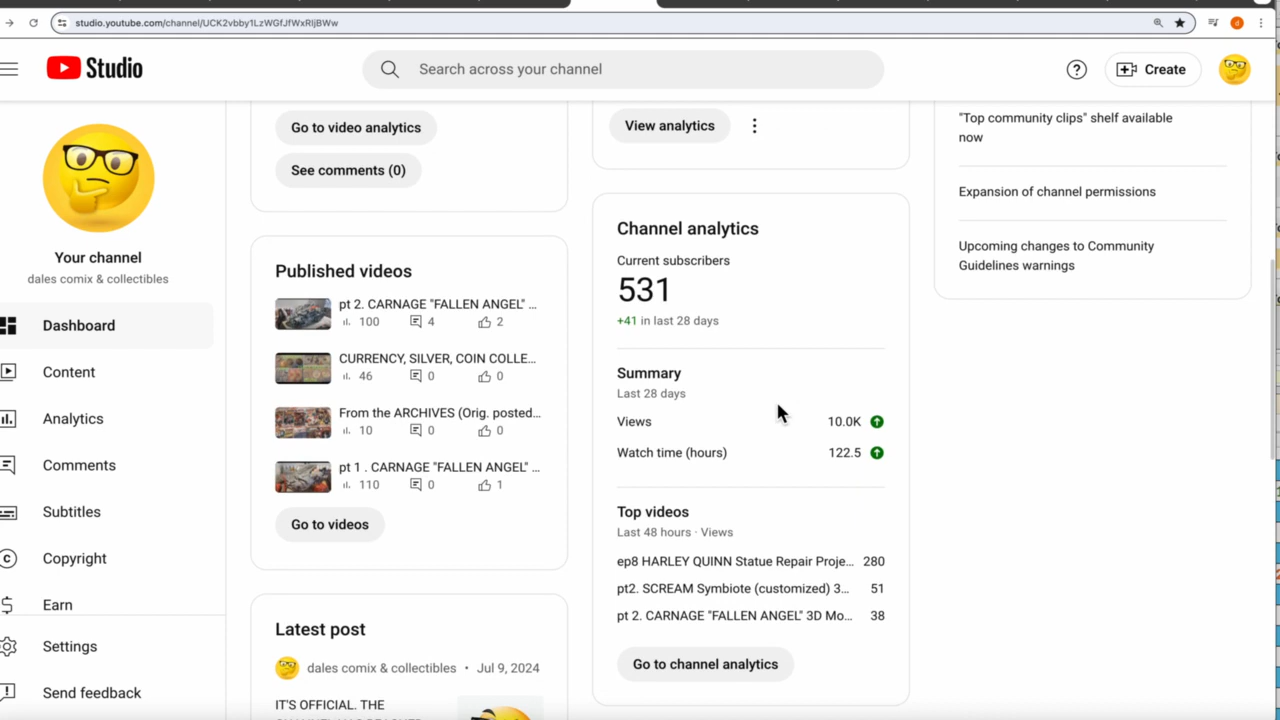 studio.youtube.com/channel/UCK2vbby1LzWGfJfWxRljBWw
Studio
Search across your channel
Create
Your channel
dales comix & collectibles
Dashboard
Content
Analytics
Comments
Subtitles
Copyright
Earn
Settings
Send feedback
Go to video analytics
See comments (0)
Published videos
pt 2. CARNAGE "FALLEN ANGEL" ...
100 4 2
CURRENCY, SILVER, COIN COLLE...
46 0 0
From the ARCHIVES (Orig. posted...
10 0 0
pt 1 . CARNAGE "FALLEN ANGEL" ...
110 0 1
Go to videos
Latest post
dales comix & collectibles • Jul 9, 2024
IT'S OFFICIAL. THE
View analytics
Channel analytics
Current subscribers
531
+41 in last 28 days
Summary
Last 28 days
Views 10.0K
Watch time (hours) 122.5
Top videos
Last 48 hours · Views
ep8 HARLEY QUINN Statue Repair Proje... 280
pt2. SCREAM Symbiote (customized) 3... 51
pt 2. CARNAGE "FALLEN ANGEL" 3D Mo... 38
Go to channel analytics
"Top community clips" shelf available
now
Expansion of channel permissions
Upcoming changes to Community
Guidelines warnings